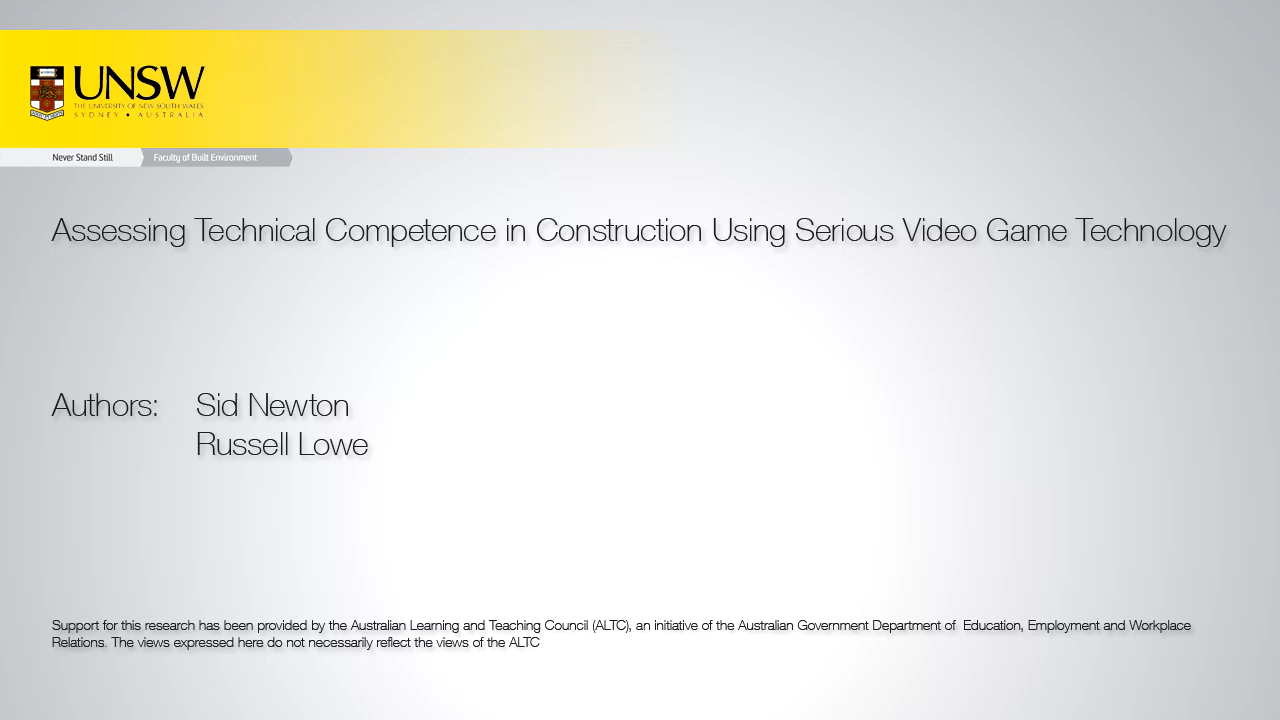 UNSW
THE UNIVERSITY OF NEW SOUTH WALES
SYDNEY • AUSTRALIA
Never Stand Still
Faculty of Built Environment
Assessing Technical Competence in Construction Using Serious Video Game Technology
Authors: Sid Newton
Russell Lowe
Support for this research has been provided by the Australian Learning and Teaching Council (ALTC), an initiative of the Australian Government Department of Education, Employment and Workplace
Relations. The views expressed here do not necessarily reflect the views of the ALTC